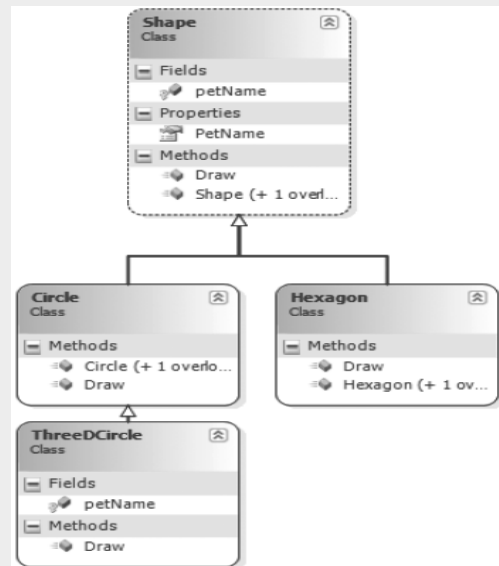 Shape
Class
Fields
petName
Properties
PetName
Methods
Draw
Shape (+ 1 overl...
Circle
Class
Methods
Circle (+ 1 overlo...
Draw
Hexagon
Class
Methods
Draw
Hexagon (+ 1 ov...
ThreeDCircle
Class
Fields
petName
Methods
Draw